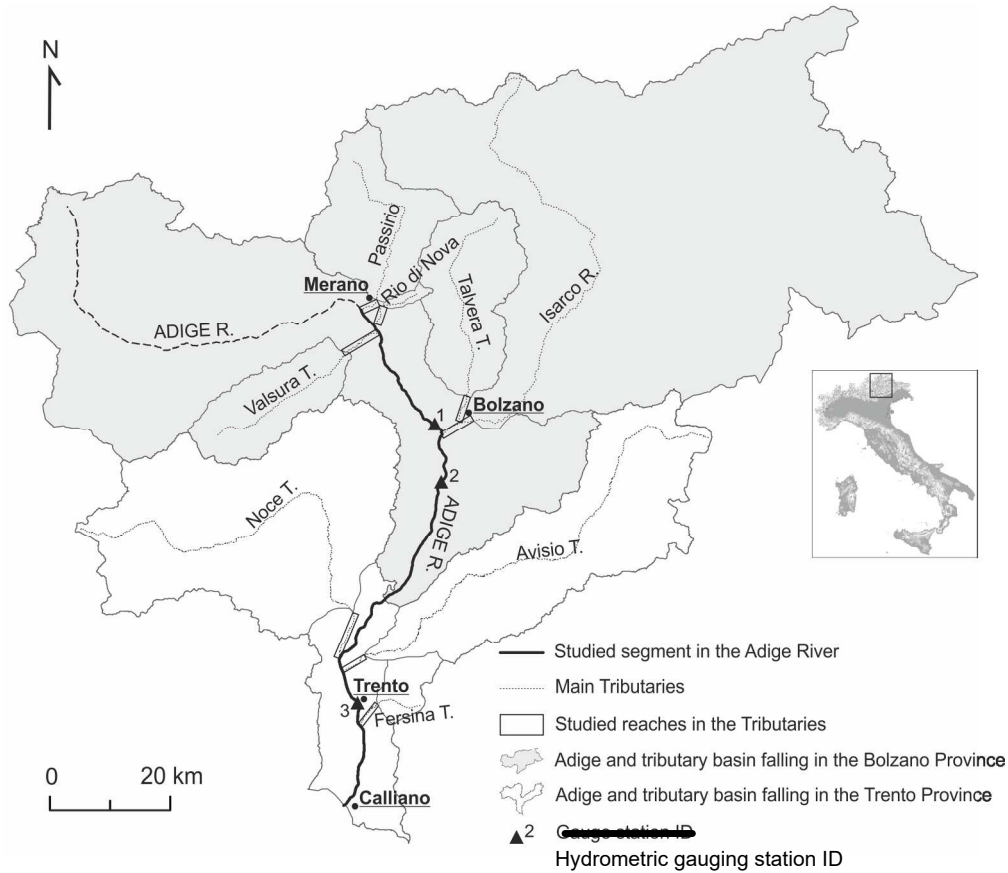 N
Passirio
Rio di Nova
Merano
Talvera T.
Isarco R.
ADIGE R.
Valsura T.
Bolzano
1
2
Noce T.
ADIGE R.
Avisio T.
Studied segment in the Adige River
Main Tributaries
Trento
3
Fersina T.
Studied reaches in the Tributaries
Adige and tributary basin falling in the Bolzano Province
0 20 km
Calliano
Adige and tributary basin falling in the Trento Province
2 Gauge station ID
Hydrometric gauging station ID